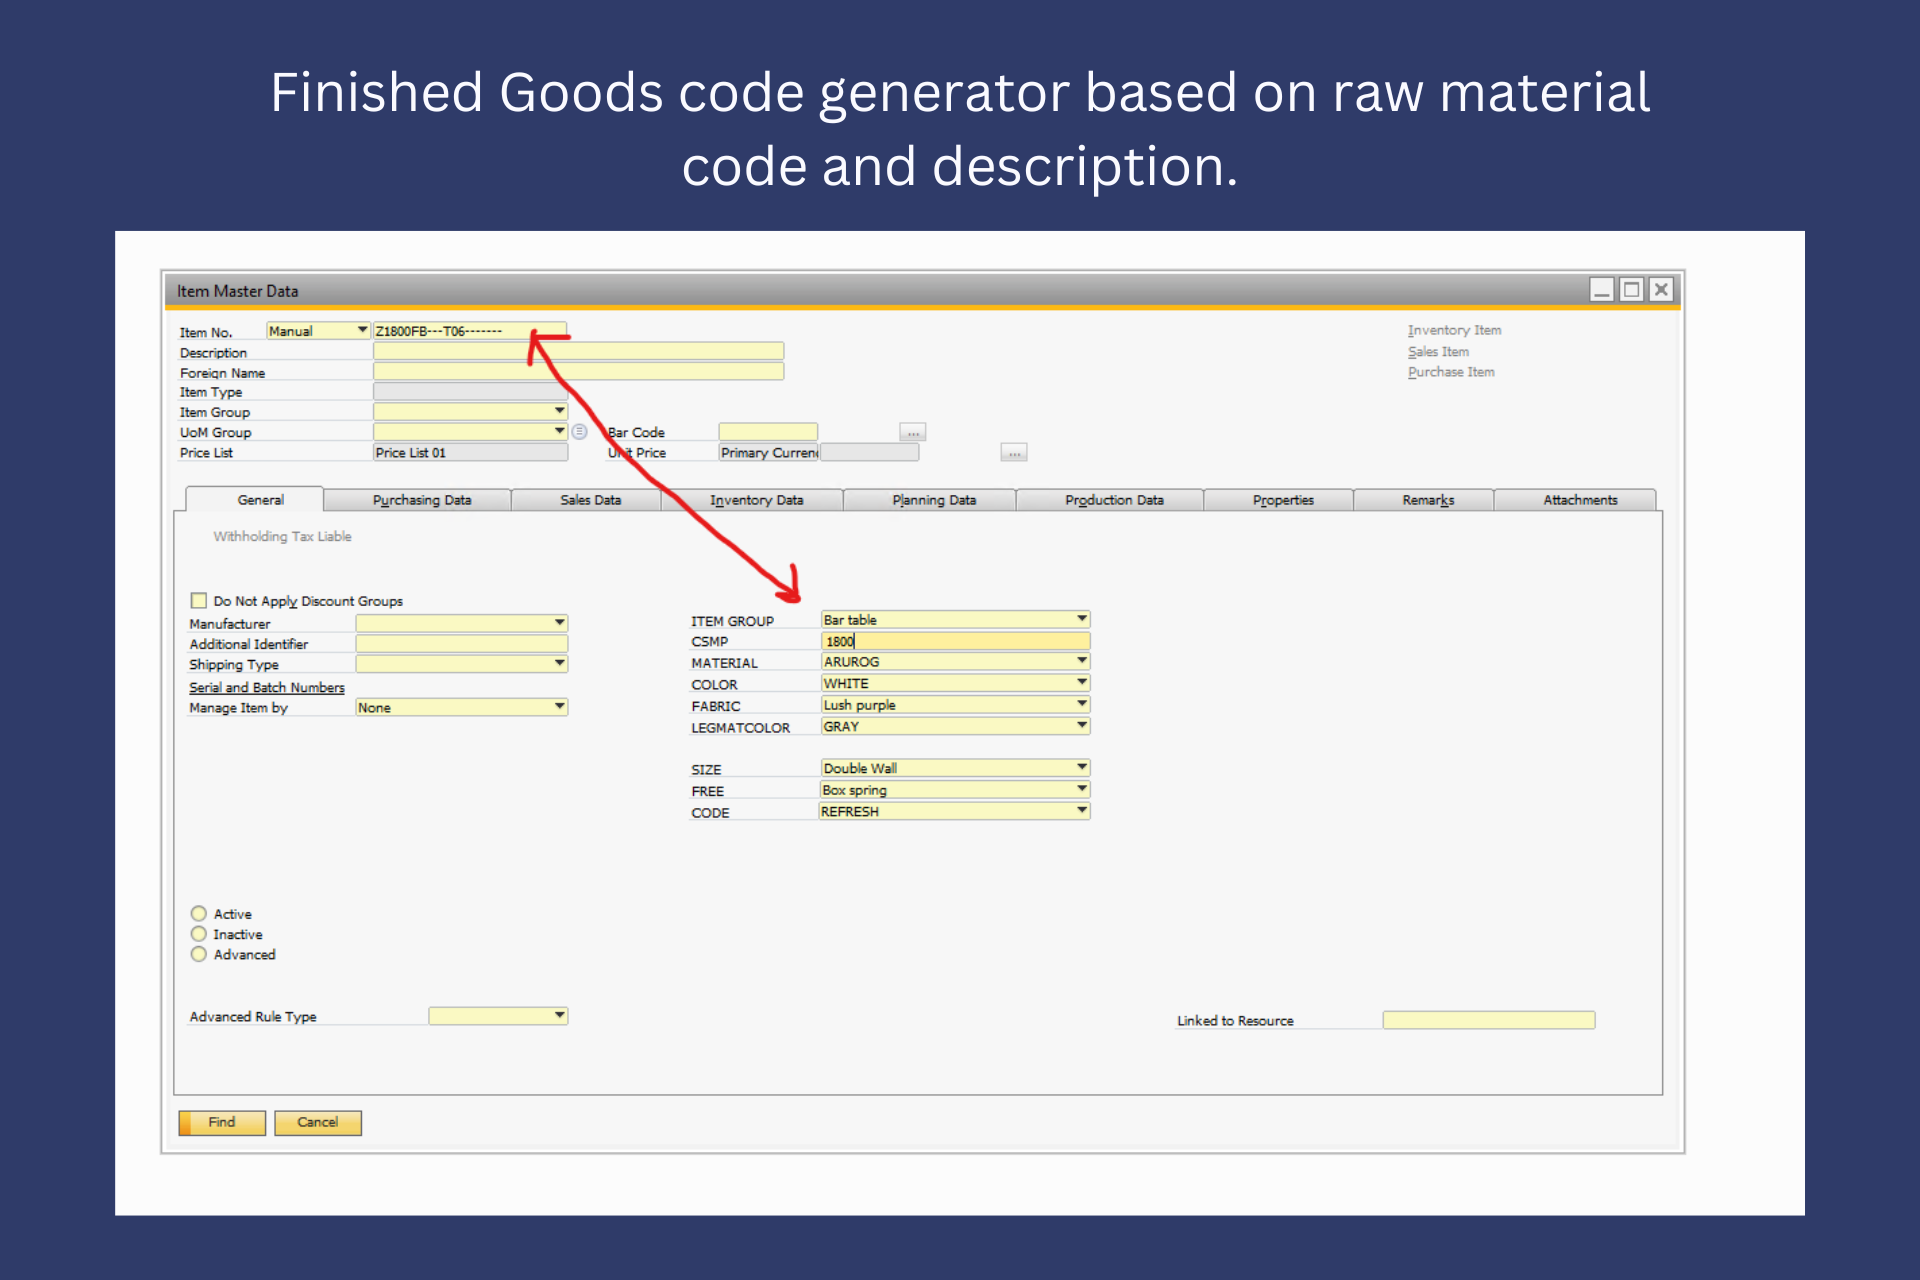 Finished Goods code generator based on raw material
code and description.
Item Master Data
Item No. Manual Z1800FB---T06-------
Inventory Item
Description
Sales Item
Foreign Name
Purchase Item
Item Type
Item Group
UoM Group Bar Code ...
Price List Price List 01 Unit Price Primary Curren ...
General Purchasing Data Sales Data Inventory Data Planning Data Production Data Properties Remarks Attachments
Withholding Tax Liable
Do Not Apply Discount Groups
Manufacturer
Additional Identifier
Shipping Type
Serial and Batch Numbers
Manage Item by None
ITEM GROUP Bar table
CSMP 1800
MATERIAL ARUROG
COLOR WHITE
FABRIC Lush purple
LEGMATCOLOR GRAY
SIZE Double Wall
FREE Box spring
CODE REFRESH
Active
Inactive
Advanced
Advanced Rule Type
Linked to Resource
Find Cancel